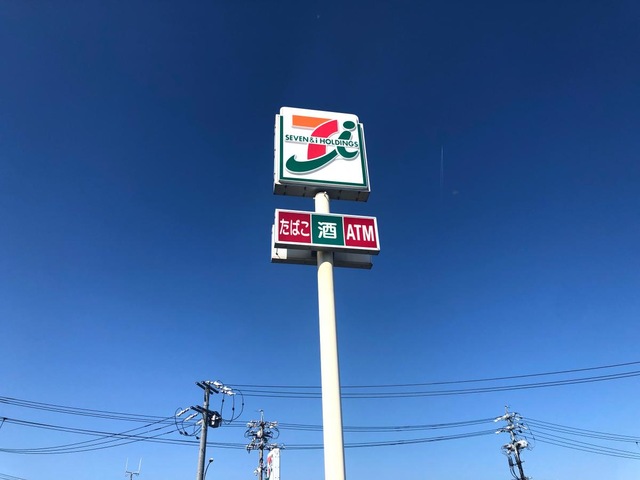 SEVEN & i HOLDINGS
たばこ 酒 ATM